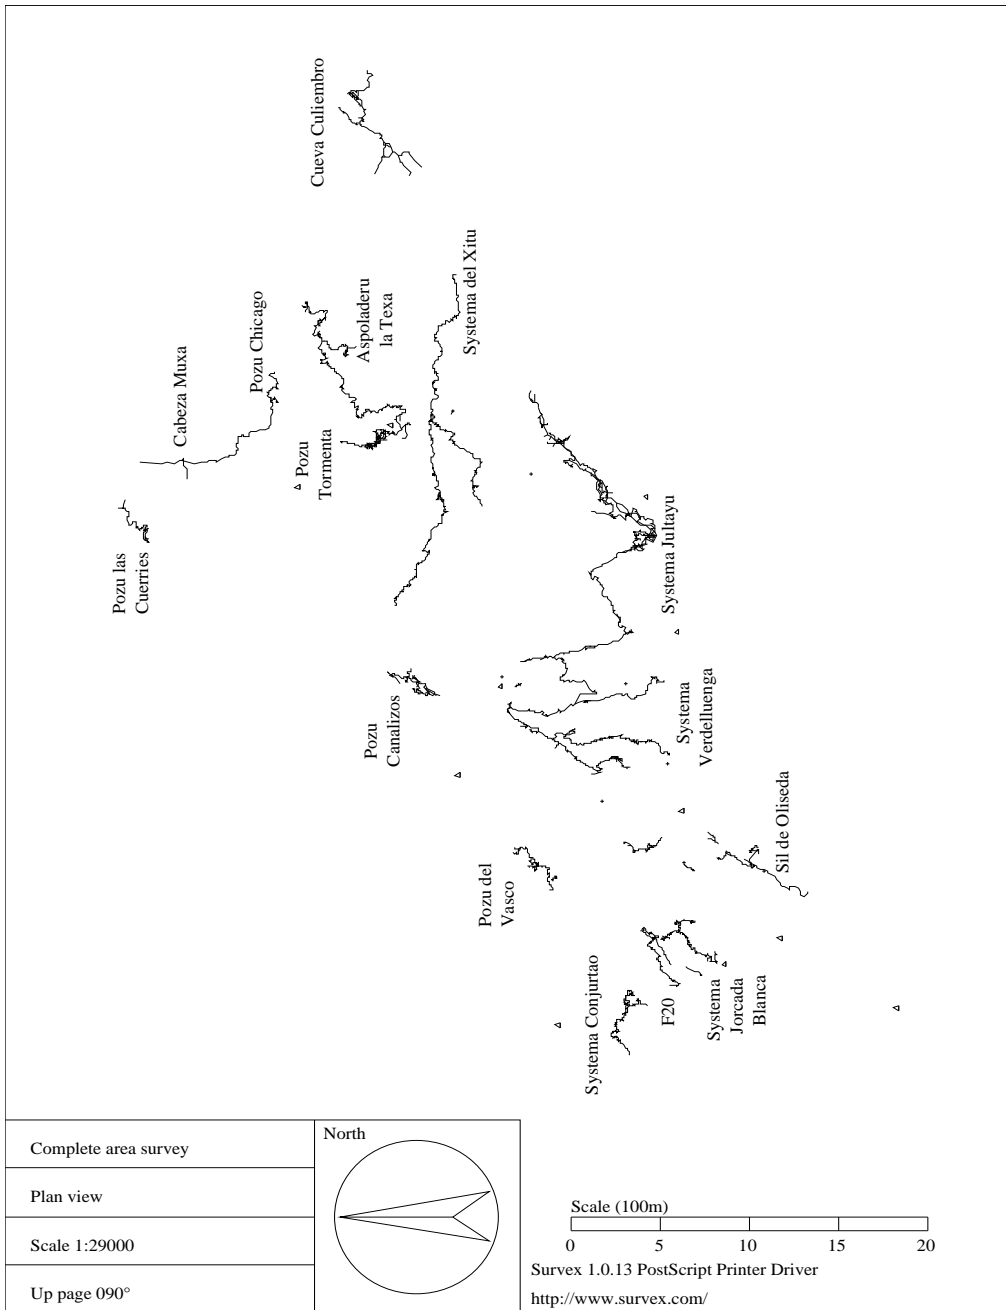 Cueva Culiembro
Systema del Xitu
Aspoladeru
la Texa
Pozu Chicago
Cabeza Muxa
Pozu
Tormenta
Pozu las
Cuerries
Systema Jultayu
Pozu
Canalizos
Systema
Verdelluenga
Sil de Oliseda
Pozu del
Vasco
Systema Conjurtao
F20
Systema
Jorcada
Blanca
Complete area survey
Plan view
Scale 1:29000
Up page 090°
North
Scale (100m)
0 5 10 15 20
Survex 1.0.13 PostScript Printer Driver
http://www.survex.com/